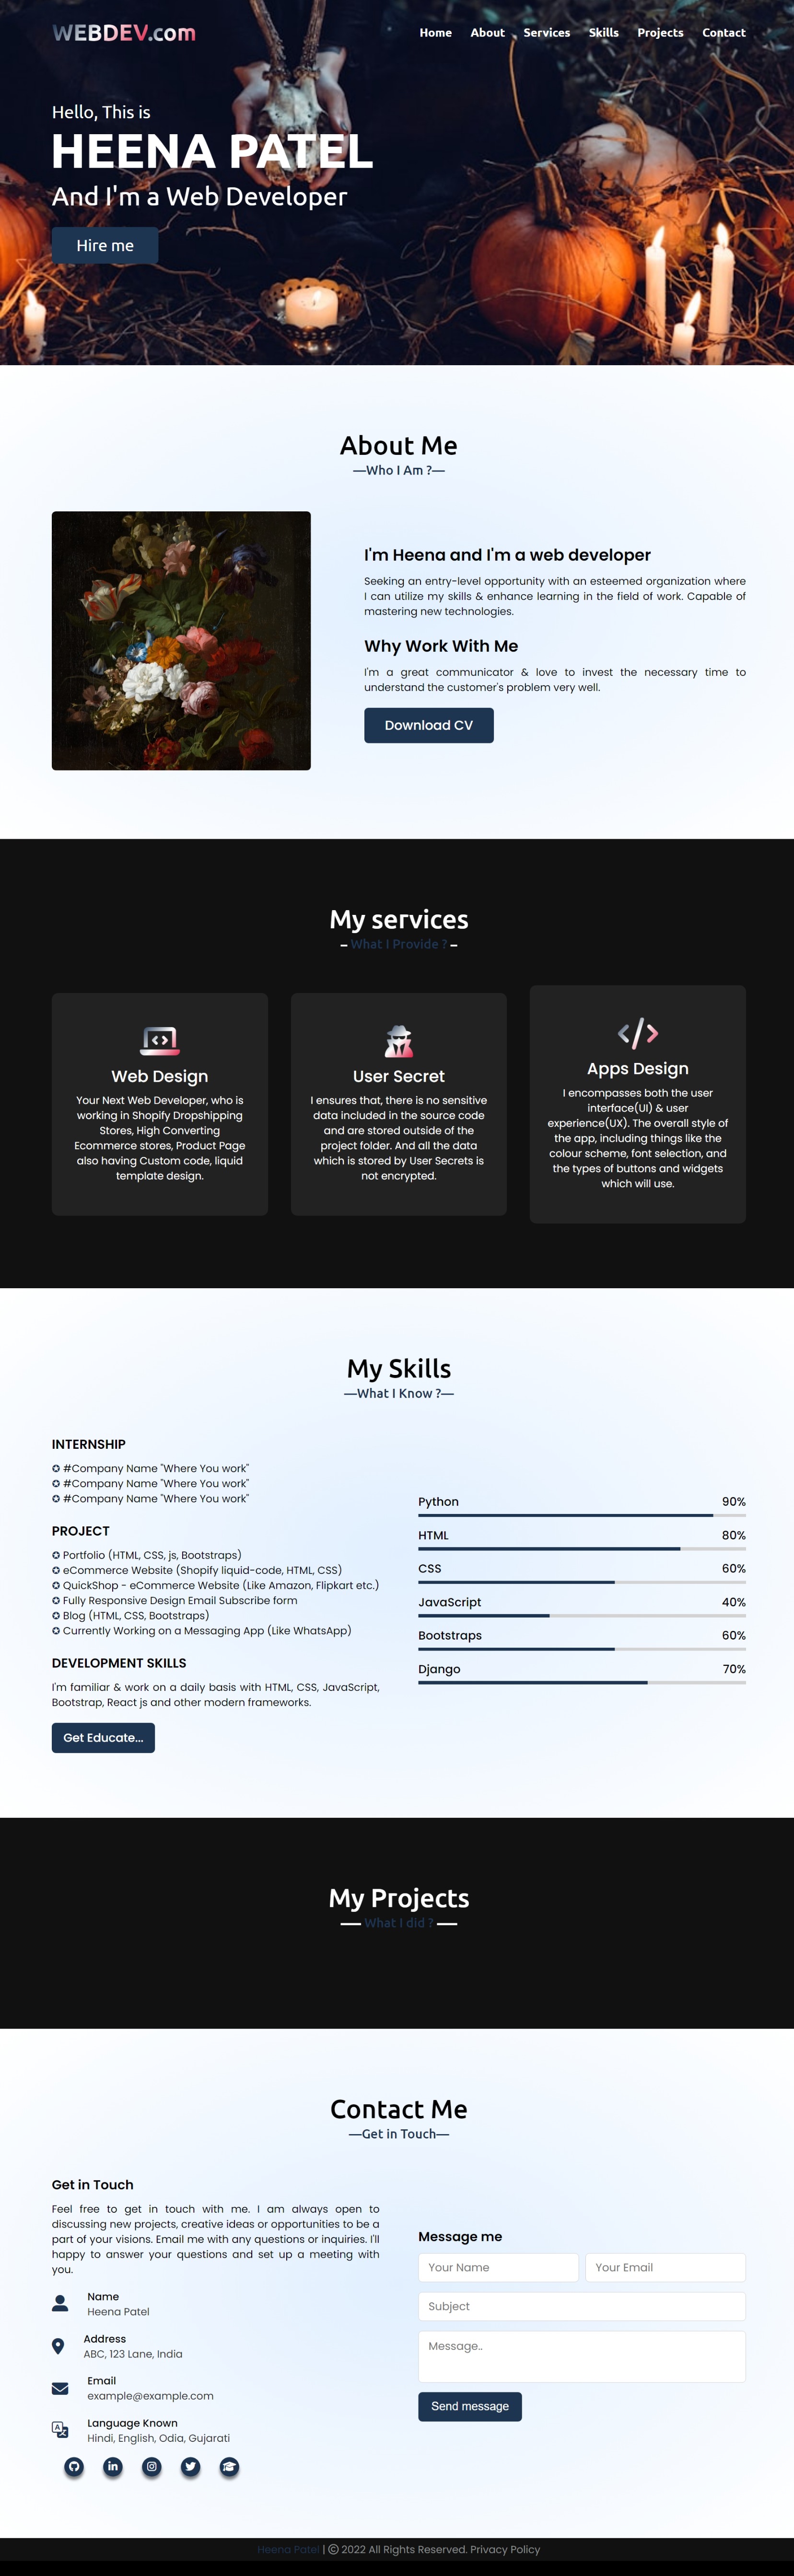 WEBDEV.com
Home About Services Skills Projects Contact
Hello, This is
HEENA PATEL
And I'm a Web Developer
Hire me
About Me
—Who I Am ?—
I'm Heena and I'm a web developer
Seeking an entry-level opportunity with an esteemed organization where
I can utilize my skills & enhance learning in the field of work. Capable of
mastering new technologies.
Why Work With Me
I'm a great communicator & love to invest the necessary time to
understand the customer's problem very well.
Download CV
My services
– What I Provide ? –
Web Design
Your Next Web Developer, who is
working in Shopify Dropshipping
Stores, High Converting
Ecommerce stores, Product Page
also having Custom code, liquid
template design.
User Secret
I ensures that, there is no sensitive
data included in the source code
and are stored outside of the
project folder. And all the data
which is stored by User Secrets is
not encrypted.
Apps Design
I encompasses both the user
interface(UI) & user
experience(UX). The overall style of
the app, including things like the
colour scheme, font selection, and
the types of buttons and widgets
which will use.
My Skills
—What I Know ?—
INTERNSHIP
✪ #Company Name "Where You work"
✪ #Company Name "Where You work"
✪ #Company Name "Where You work"
PROJECT
✪ Portfolio (HTML, CSS, js, Bootstraps)
✪ eCommerce Website (Shopify liquid-code, HTML, CSS)
✪ QuickShop - eCommerce Website (Like Amazon, Flipkart etc.)
✪ Fully Responsive Design Email Subscribe form
✪ Blog (HTML, CSS, Bootstraps)
✪ Currently Working on a Messaging App (Like WhatsApp)
DEVELOPMENT SKILLS
I'm familiar & work on a daily basis with HTML, CSS, JavaScript,
Bootstrap, React js and other modern frameworks.
Get Educate...
Python 90%
HTML 80%
CSS 60%
JavaScript 40%
Bootstraps 60%
Django 70%
My Projects
— What I did ? —
Contact Me
—Get in Touch—
Get in Touch
Feel free to get in touch with me. I am always open to
discussing new projects, creative ideas or opportunities to be a
part of your visions. Email me with any questions or inquiries. I'll
happy to answer your questions and set up a meeting with
you.
Name
Heena Patel
Address
ABC, 123 Lane, India
Email
example@example.com
Language Known
Hindi, English, Odia, Gujarati
Message me
Your Name Your Email
Subject
Message..
Send message
Heena Patel | © 2022 All Rights Reserved. Privacy Policy